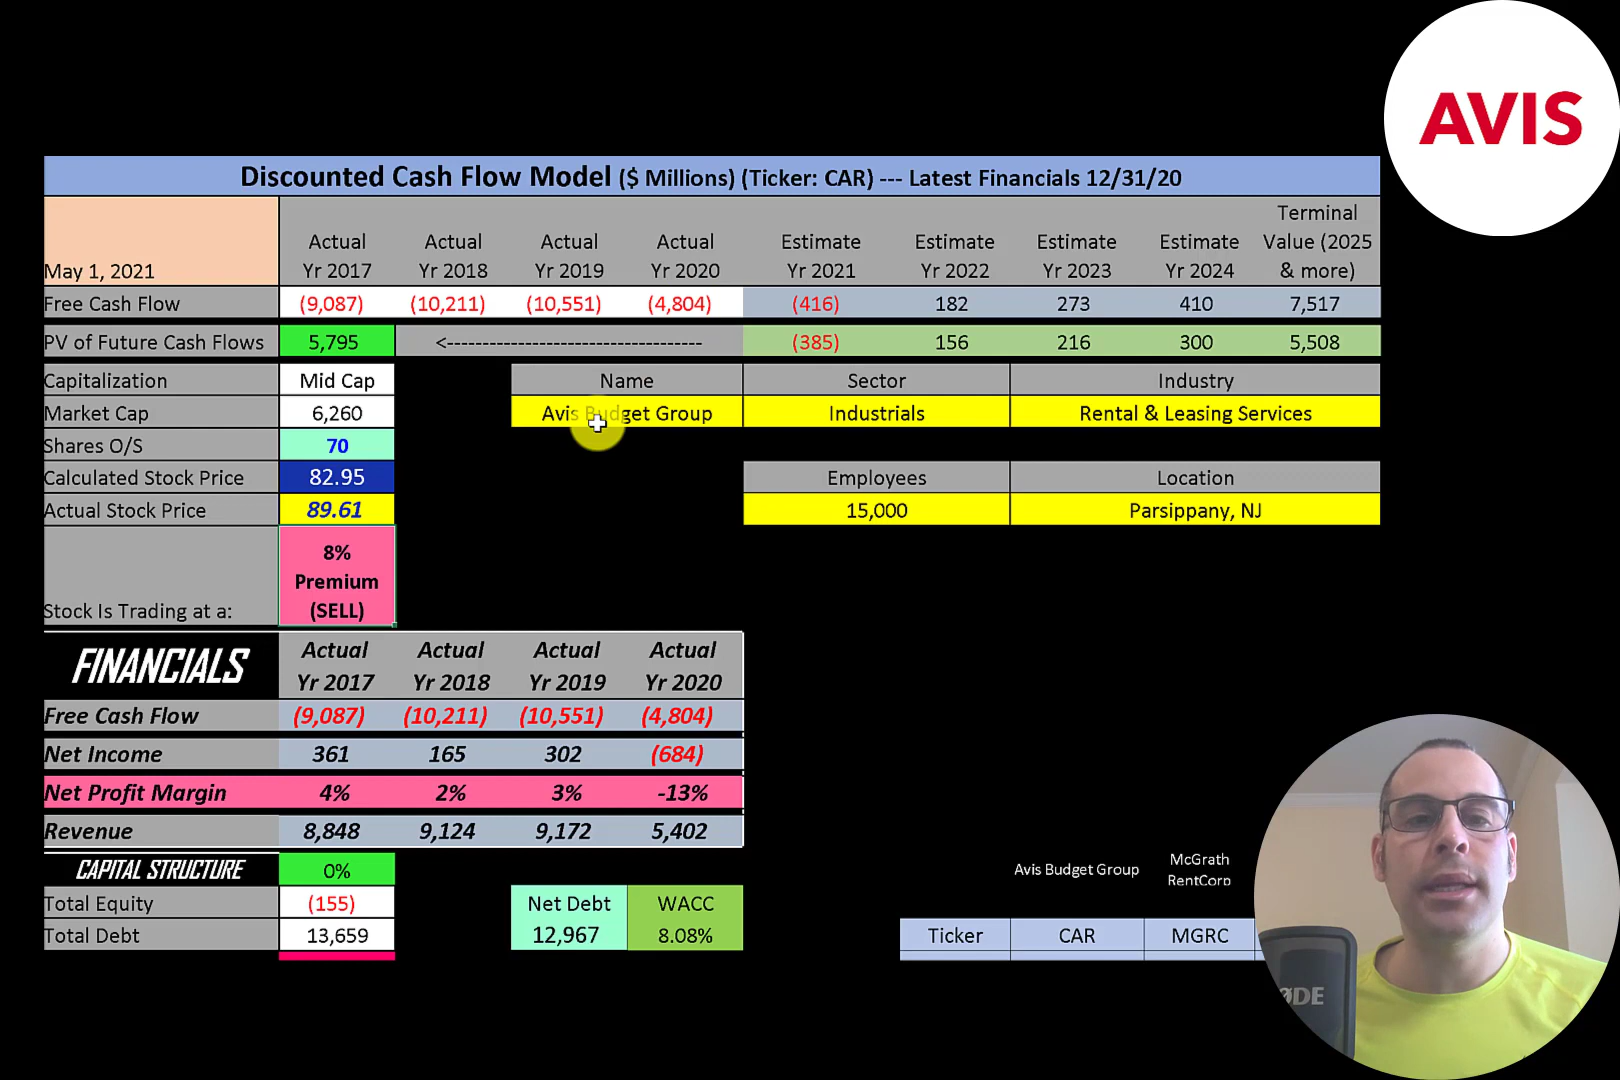 AVIS
Discounted Cash Flow Model ($ Millions) (Ticker: CAR) --- Latest Financials 12/31/20
May 1, 2021 Actual Yr 2017 Actual Yr 2018 Actual Yr 2019 Actual Yr 2020 Estimate Yr 2021 Estimate Yr 2022 Estimate Yr 2023 Estimate Yr 2024 Terminal Value (2025 & more)
Free Cash Flow (9,087) (10,211) (10,551) (4,804) (416) 182 273 410 7,517
PV of Future Cash Flows 5,795 <----------------------------------- (385) 156 216 300 5,508
Capitalization Mid Cap Name Sector Industry
Market Cap 6,260 Avis Budget Group Industrials Rental & Leasing Services
Shares O/S 70
Calculated Stock Price 82.95 Employees Location
Actual Stock Price 89.61 15,000 Parsippany, NJ
Stock Is Trading at a: 8% Premium (SELL)
FINANCIALS Actual Yr 2017 Actual Yr 2018 Actual Yr 2019 Actual Yr 2020
Free Cash Flow (9,087) (10,211) (10,551) (4,804)
Net Income 361 165 302 (684)
Net Profit Margin 4% 2% 3% -13%
Revenue 8,848 9,124 9,172 5,402
CAPITAL STRUCTURE 0% Avis Budget Group McGrath RentCorp
Total Equity (155) Net Debt WACC
Total Debt 13,659 12,967 8.08% Ticker CAR MGRC
RØDE